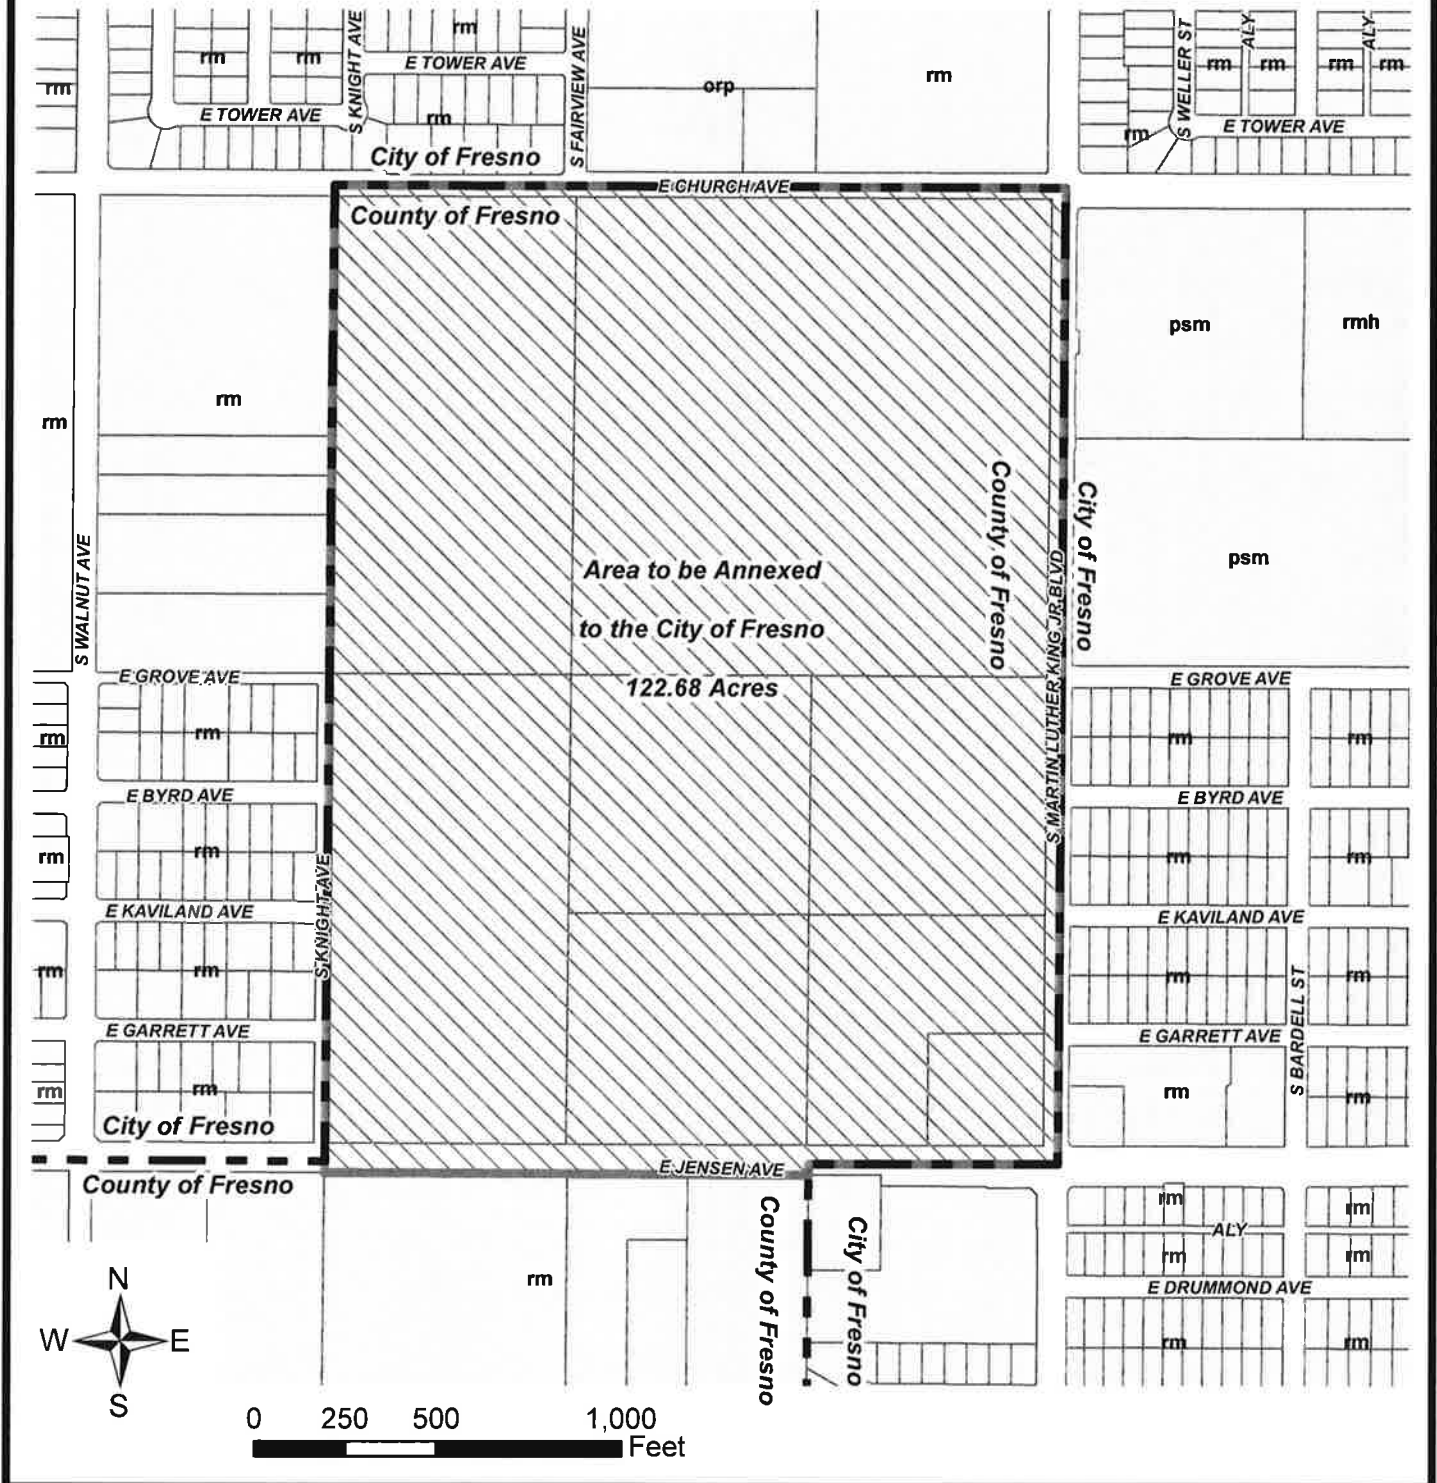 rm
rm
S KNIGHT AVE
rm
S FAIRVIEW AVE
orp
rm
S WELLER ST
ALY
ALY
rm
rm
rm
rm
rm
E TOWER AVE
E TOWER AVE
rm
rm
E TOWER AVE
City of Fresno
E CHURCH AVE
County of Fresno
psm
rmh
rm
rm
S WALNUT AVE
County of Fresno
City of Fresno
psm
Area to be Annexed
to the City of Fresno
122.68 Acres
S MARTIN LUTHER KING JR BLVD
E GROVE AVE
E GROVE AVE
rm
rm
rm
rm
E BYRD AVE
E BYRD AVE
rm
rm
rm
rm
S KNIGHT AVE
E KAVILAND AVE
E KAVILAND AVE
rm
rm
rm
rm
S BARDELL ST
E GARRETT AVE
E GARRETT AVE
rm
rm
rm
rm
City of Fresno
E JENSEN AVE
County of Fresno
County of Fresno
City of Fresno
rm
rm
ALY
rm
rm
rm
E DRUMMOND AVE
rm
rm
N
W
E
S
0 250 500 1,000
Feet